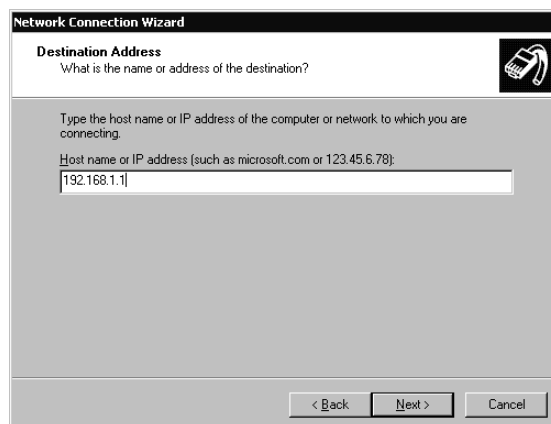 Network Connection Wizard
Destination Address
What is the name or address of the destination?
Type the host name or IP address of the computer or network to which you are
connecting.
Host name or IP address (such as microsoft.com or 123.45.6.78):
192.168.1.1
< Back Next > Cancel